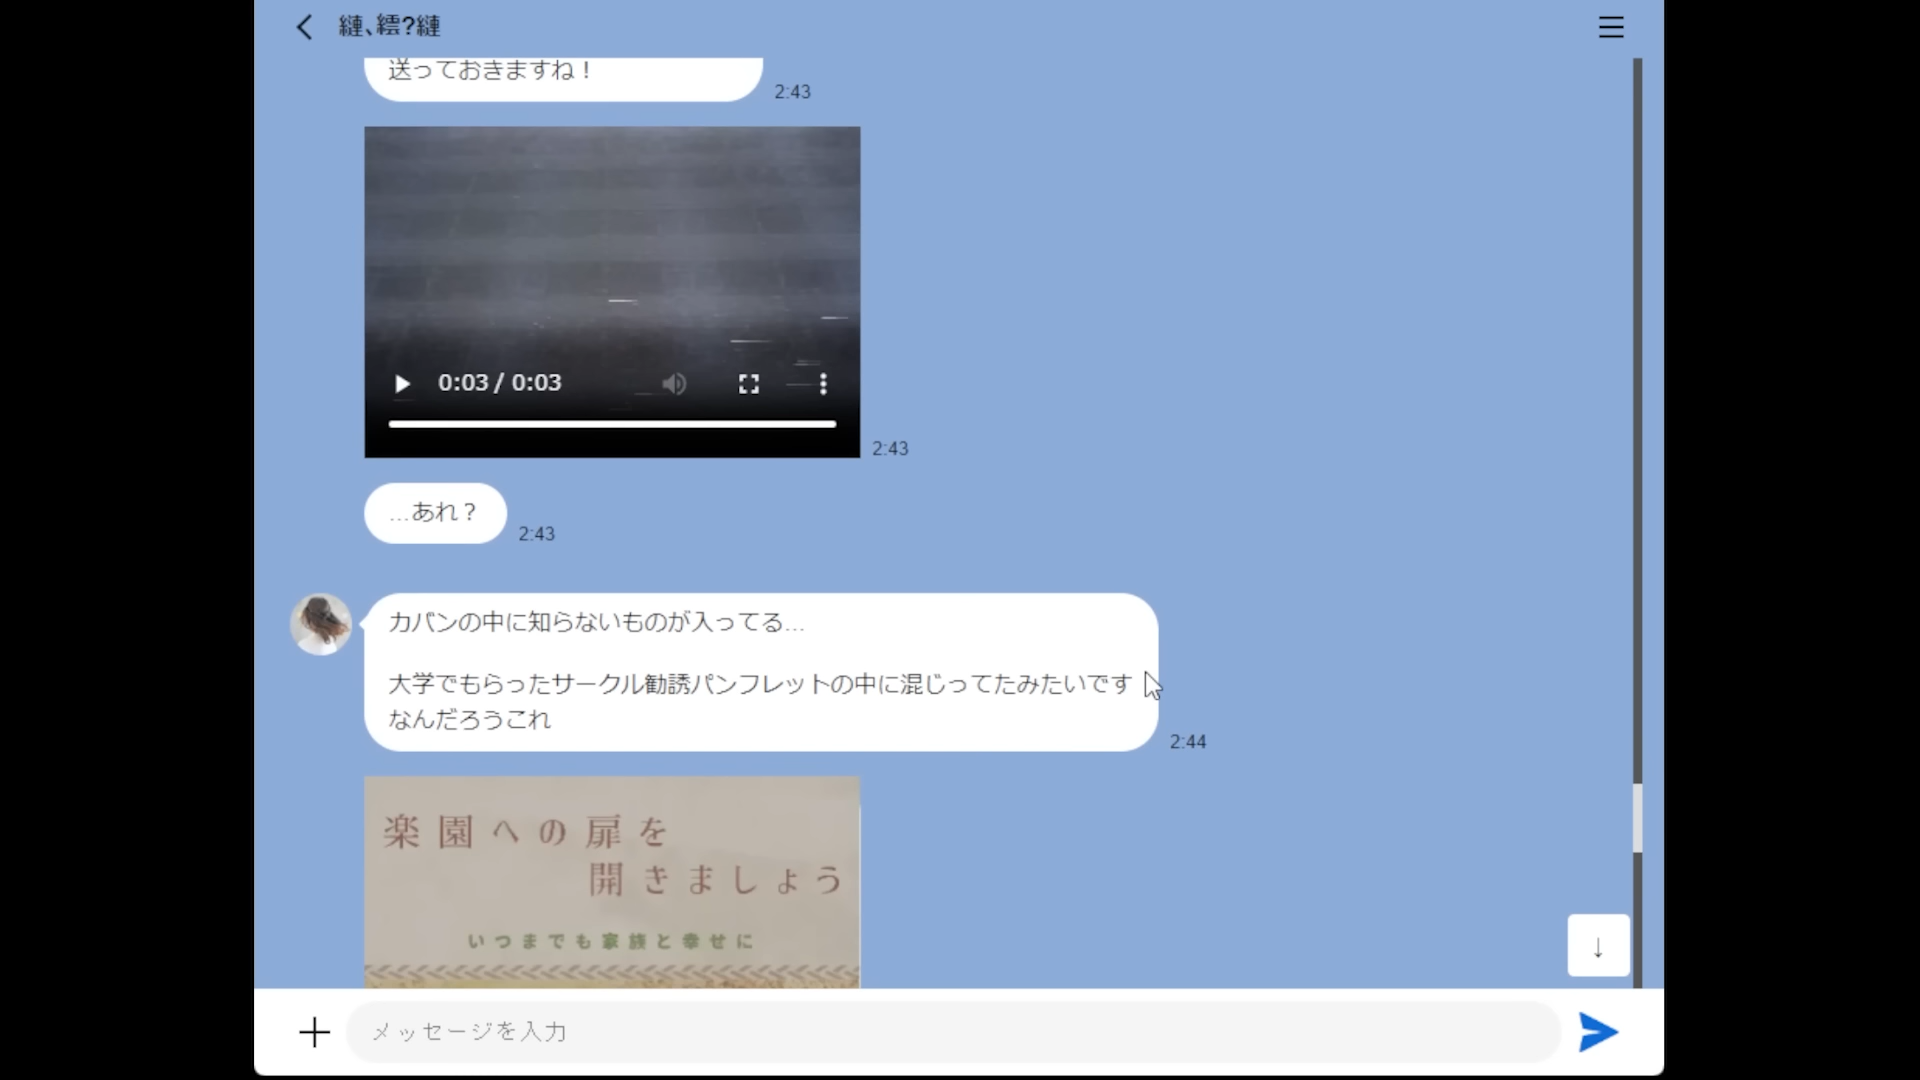 縺、縹?縺
送っておきますね！
2:43
0:03 / 0:03
2:43
…あれ？
2:43
カバンの中に知らないものが入ってる…
大学でもらったサークル勧誘パンフレットの中に混じってたみたいです
なんだろうこれ
2:44
楽園への扉を
開きましょう
いつまでも家族と幸せに
↓
メッセージを入力